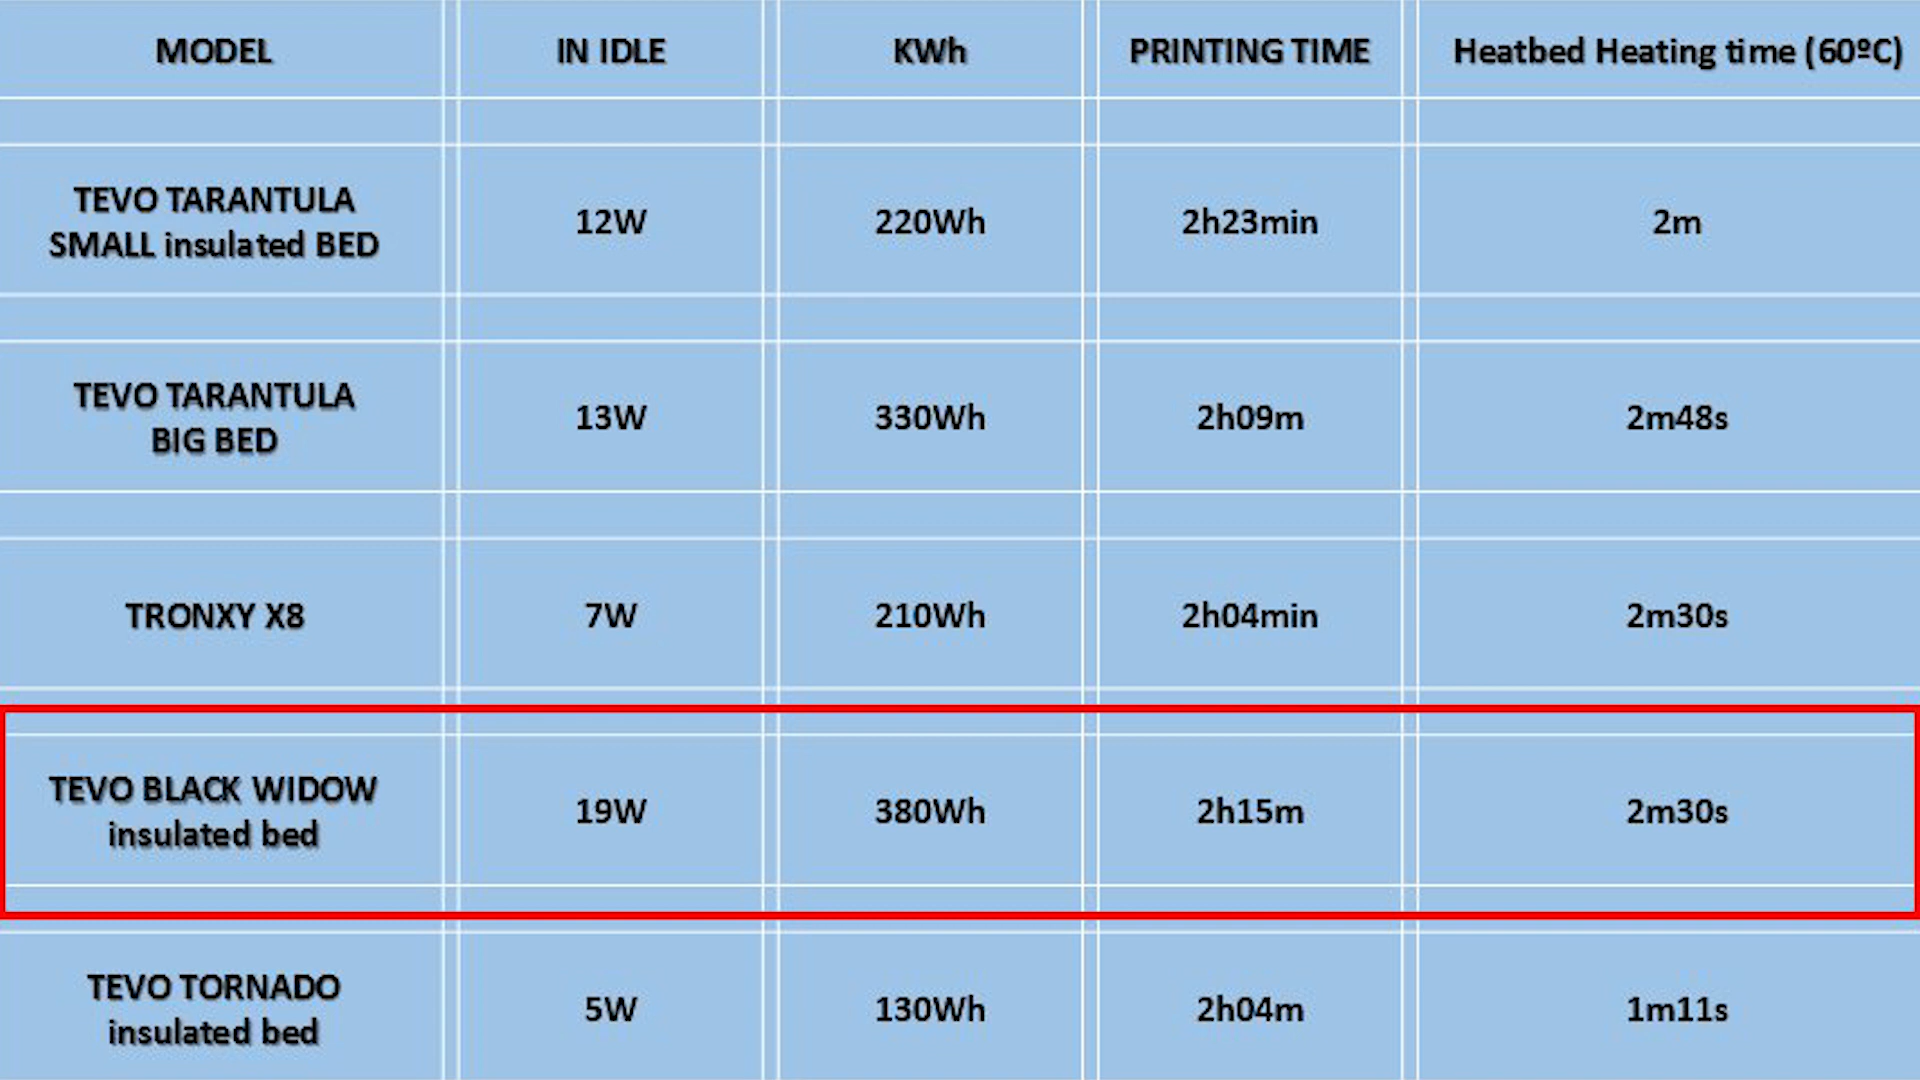 MODEL IN IDLE KWh PRINTING TIME Heatbed Heating time (60ºC)
TEVO TARANTULA
SMALL insulated BED
12W 220Wh 2h23min 2m
TEVO TARANTULA
BIG BED
13W 330Wh 2h09m 2m48s
TRONXY X8 7W 210Wh 2h04min 2m30s
TEVO BLACK WIDOW
insulated bed
19W 380Wh 2h15m 2m30s
TEVO TORNADO
insulated bed
5W 130Wh 2h04m 1m11s